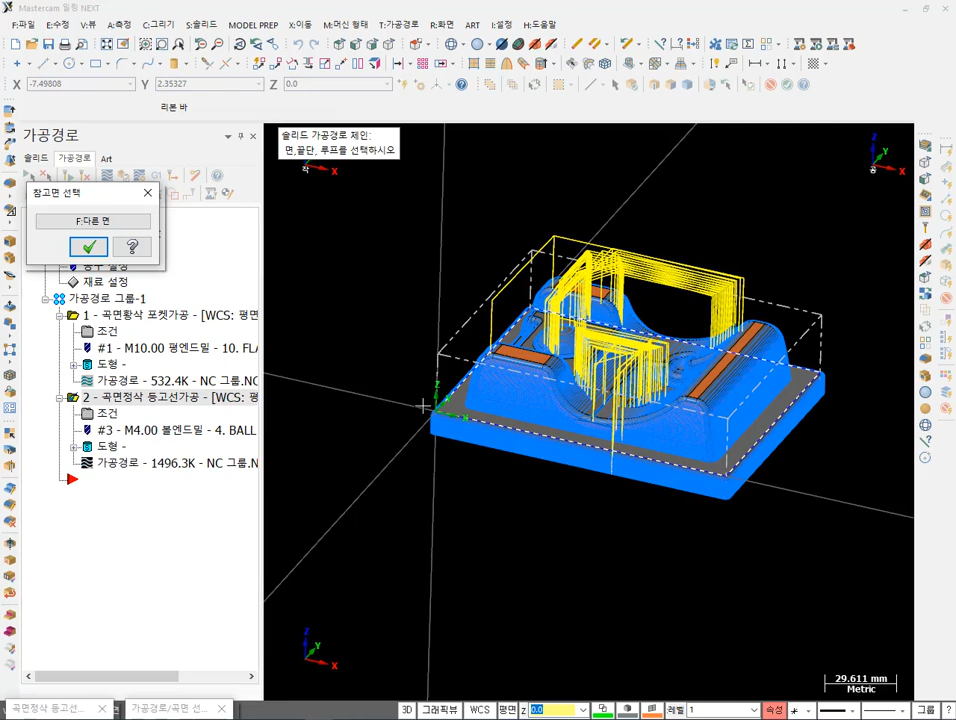 Mastercam 밀링 NEXT
F:파일 E:수정 V:뷰 A:측정 C:그리기 S:솔리드 MODEL PREP X:이동 M:머신 형태 T:가공경로 R:화면 ART I:설정 H:도움말
X -7.49808 Y 2.35327 Z 0.0
리본 바
가공경로
솔리드 가공경로 Art
솔리드 가공경로 체인:
면,끝단, 루프를 선택하시오
참고면 선택
F:다른 면
재료 설정
가공경로 그룹-1
1 - 곡면황삭 포켓가공 - [WCS: 평
조건
#1 - M10.00 평엔드밀 - 10. FLA
도형 -
가공경로 - 532.4K - NC 그룹.NC
2 - 곡면정삭 등고선가공 - [WCS: 평
조건
#3 - M4.00 볼엔드밀 - 4. BALL
도형 -
가공경로 - 1496.3K - NC 그룹.N
Z
Y
X
X
Z
Y
X
29.611 mm
Metric
곡면정삭 등고선...
가공경로/곡면 선...
3D 그래픽뷰 WCS 평면 Z 0.0 레벨 1 속성 그룹 ?